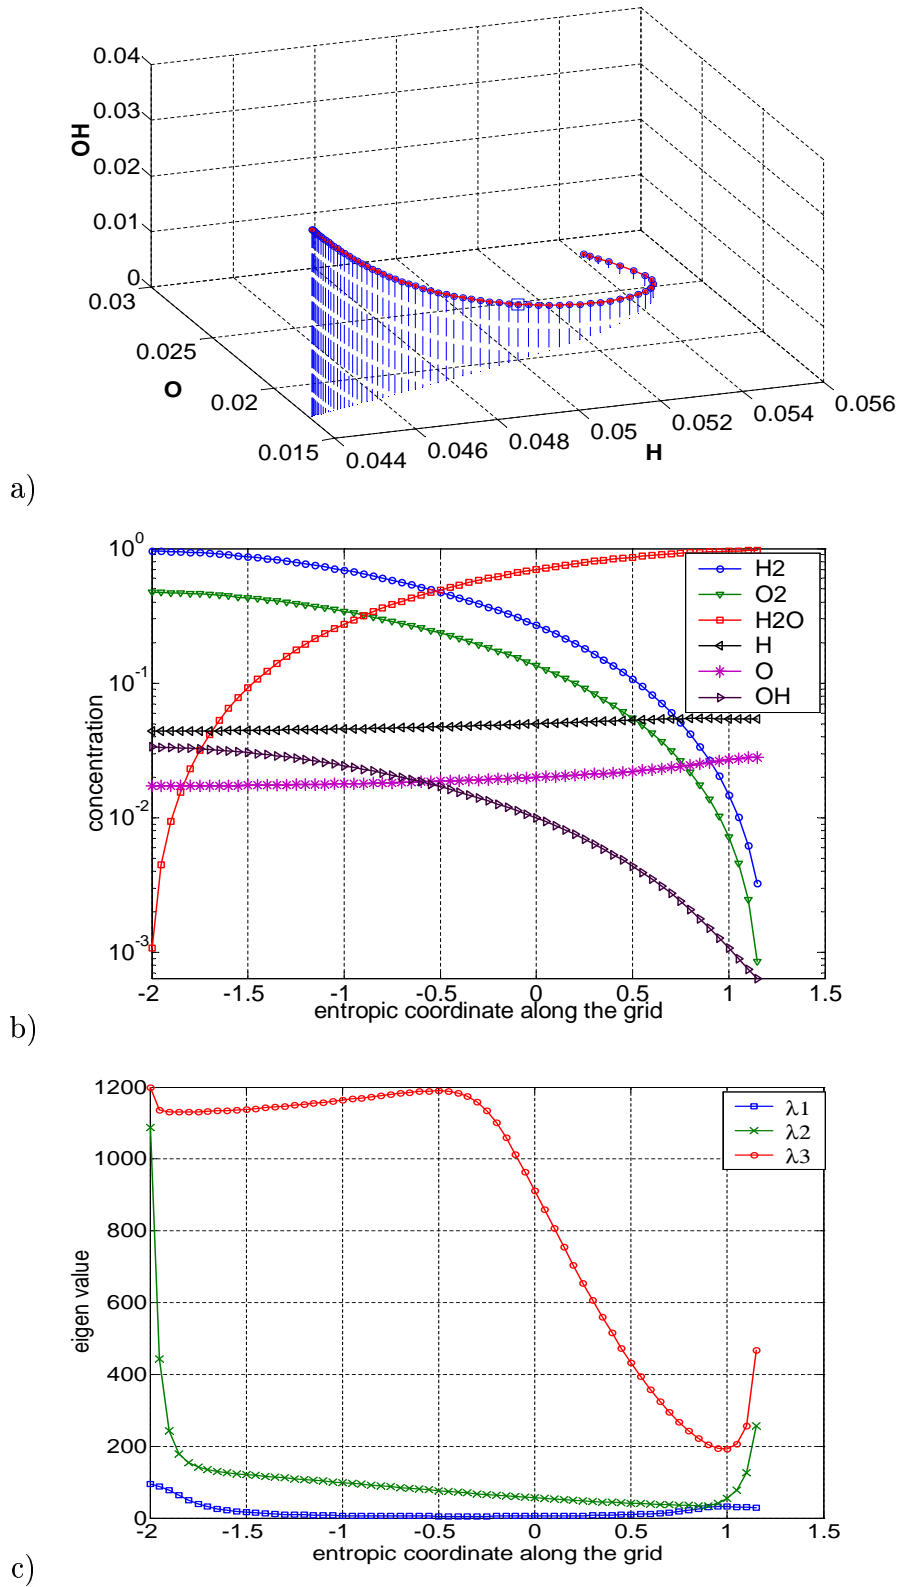 0.04
0.03
0.02
0.01
0
OH
0.03
0.025
0.02
0.015
O
0.044
0.046
0.048
0.05
0.052
0.054
0.056
H
a)
10^0
10^-1
10^-2
10^-3
concentration
H2
O2
H2O
H
O
OH
-2 -1.5 -1 -0.5 0 0.5 1 1.5
entropic coordinate along the grid
b)
1200
1000
800
600
400
200
0
eigen value
λ1
λ2
λ3
-2 -1.5 -1 -0.5 0 0.5 1 1.5
entropic coordinate along the grid
c)